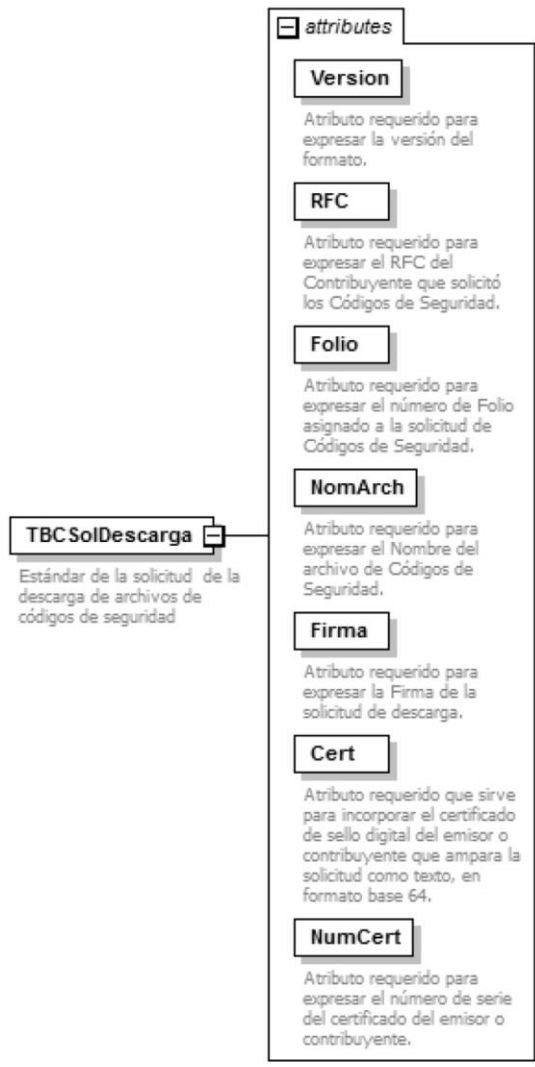 attributes
Version
Atributo requerido para
expresar la versión del
formato.
RFC
Atributo requerido para
expresar el RFC del
Contribuyente que solicitó
los Códigos de Seguridad.
Folio
Atributo requerido para
expresar el número de Folio
asignado a la solicitud de
Códigos de Seguridad.
NomArch
Atributo requerido para
expresar el Nombre del
archivo de Códigos de
Seguridad.
TBCSolDescarga
Estándar de la solicitud de la
descarga de archivos de
códigos de seguridad
Firma
Atributo requerido para
expresar la Firma de la
solicitud de descarga.
Cert
Atributo requerido que sirve
para incorporar el certificado
de sello digital del emisor o
contribuyente que ampara la
solicitud como texto, en
formato base 64.
NumCert
Atributo requerido para
expresar el número de serie
del certificado del emisor o
contribuyente.